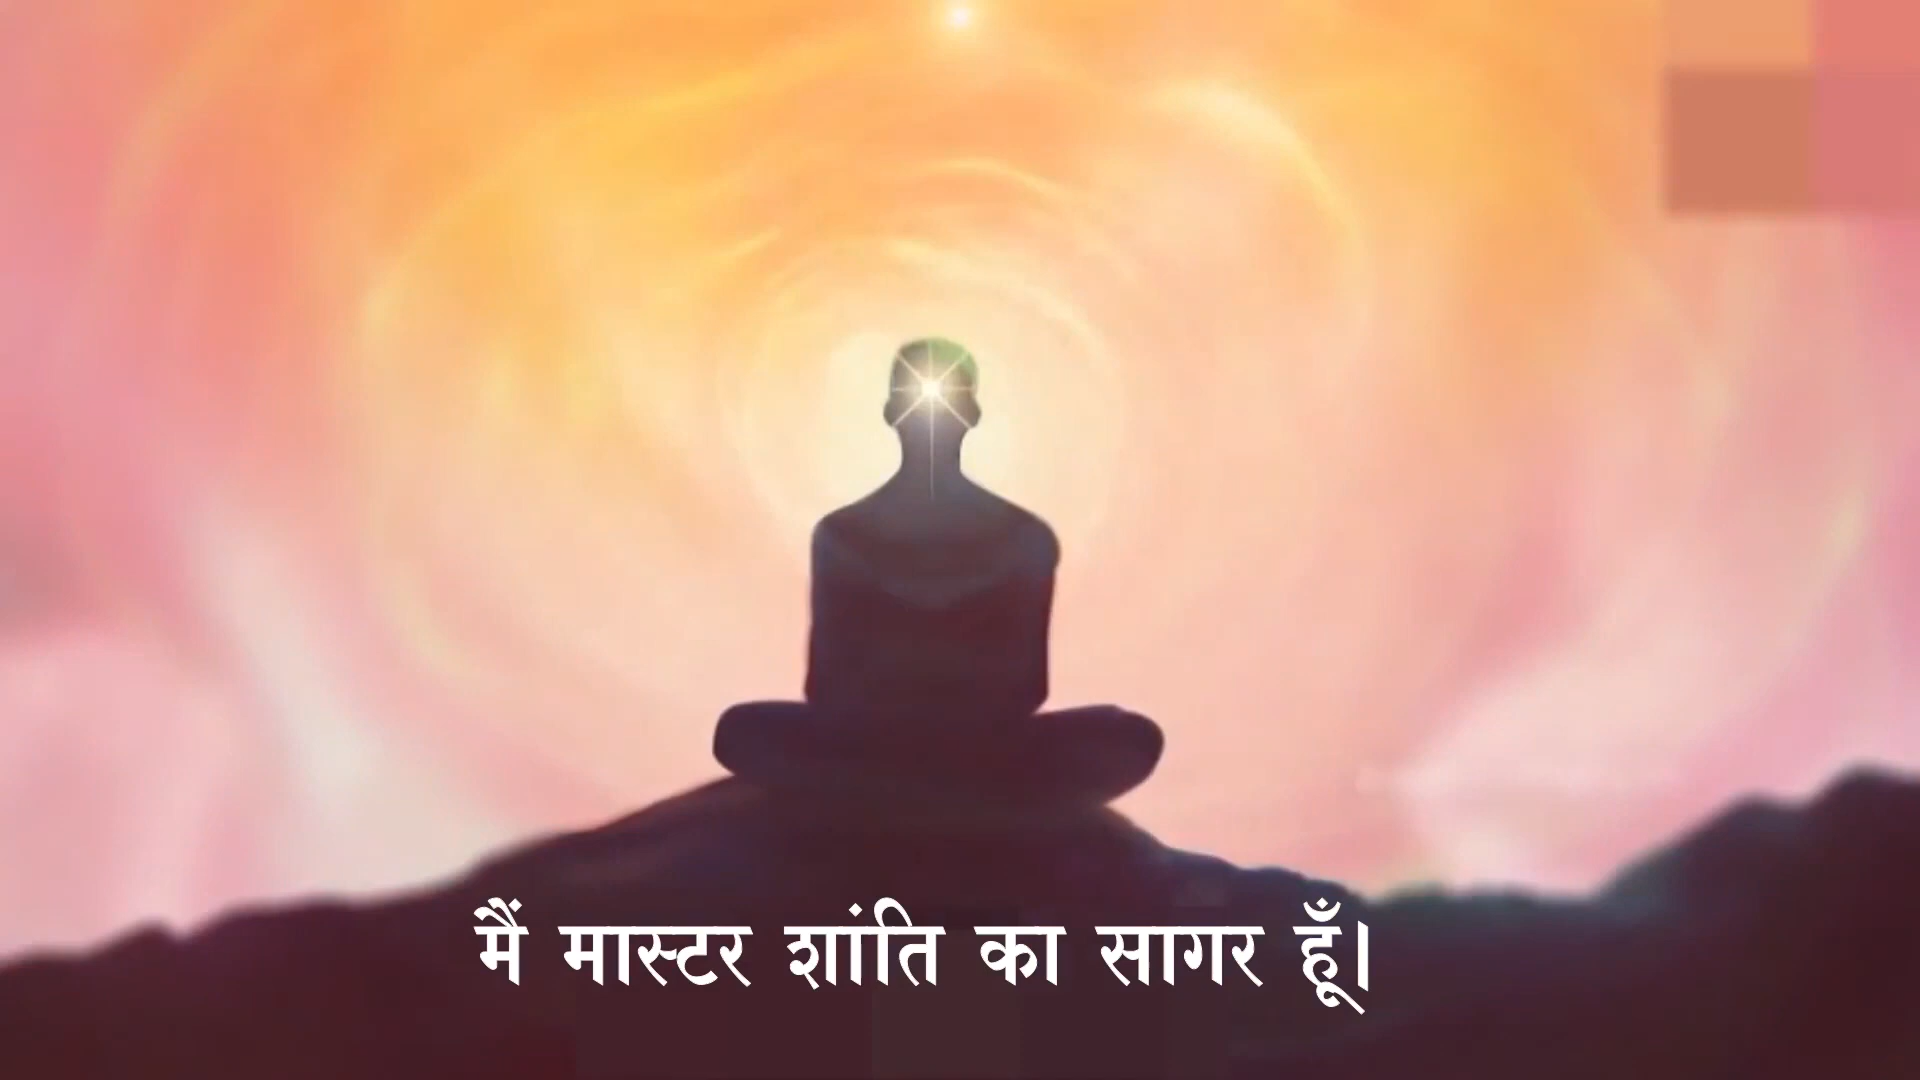 मैं मास्टर शांति का सागर हूँ।